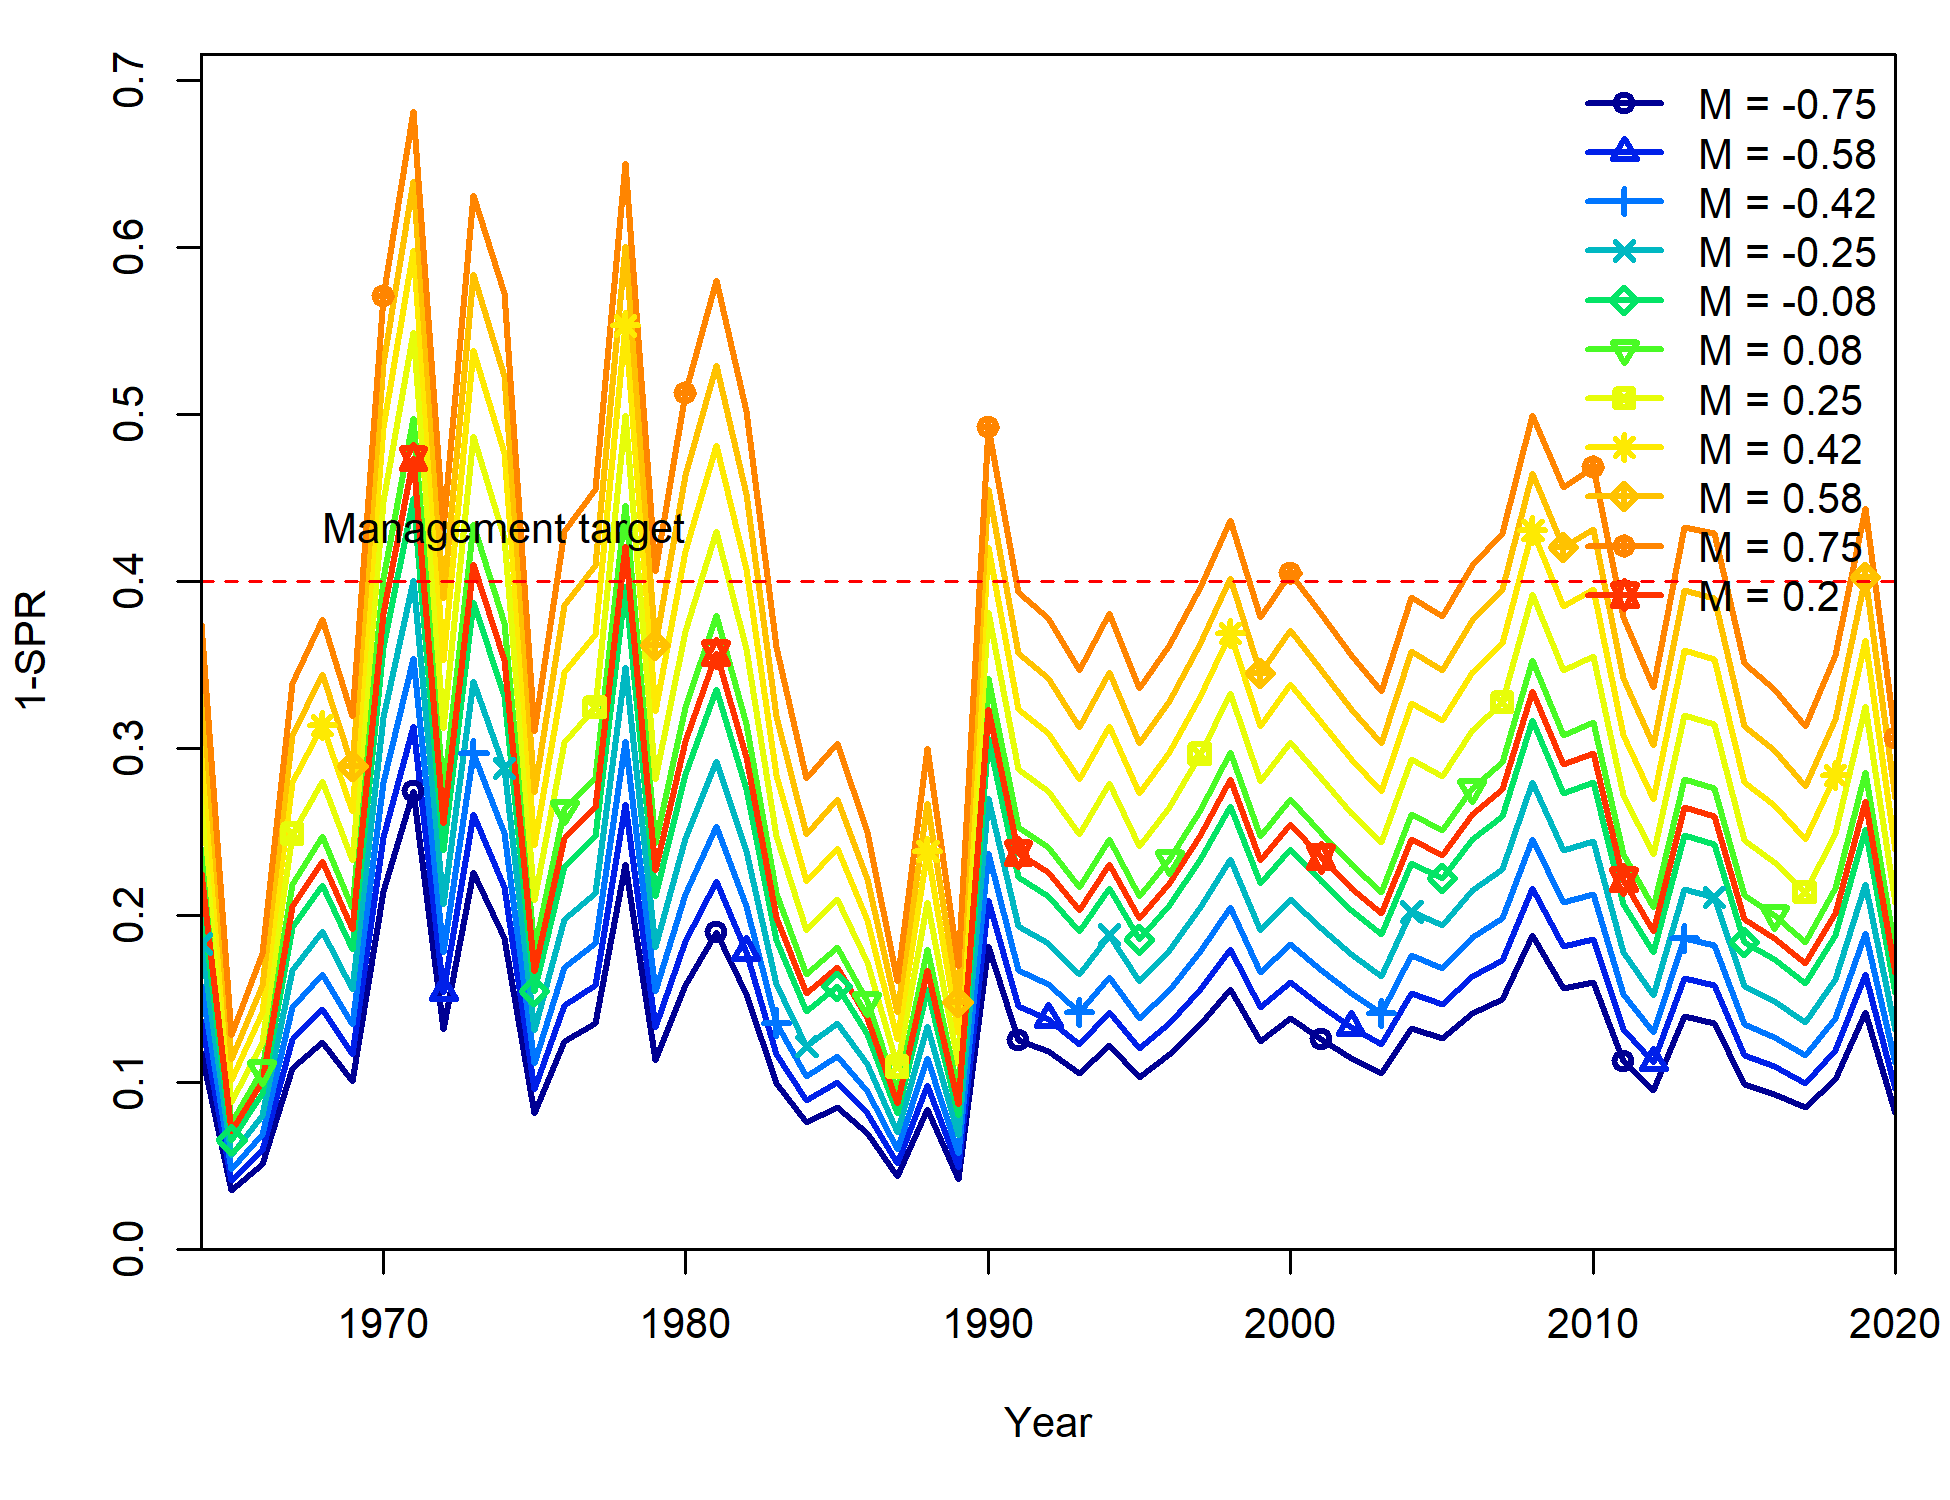 0.7
0.6
0.5
0.4
0.3
0.2
0.1
0.0
1-SPR
Management target
M = -0.75
M = -0.58
M = -0.42
M = -0.25
M = -0.08
M = 0.08
M = 0.25
M = 0.42
M = 0.58
M = 0.75
M = 0.2
1970 1980 1990 2000 2010 2020
Year